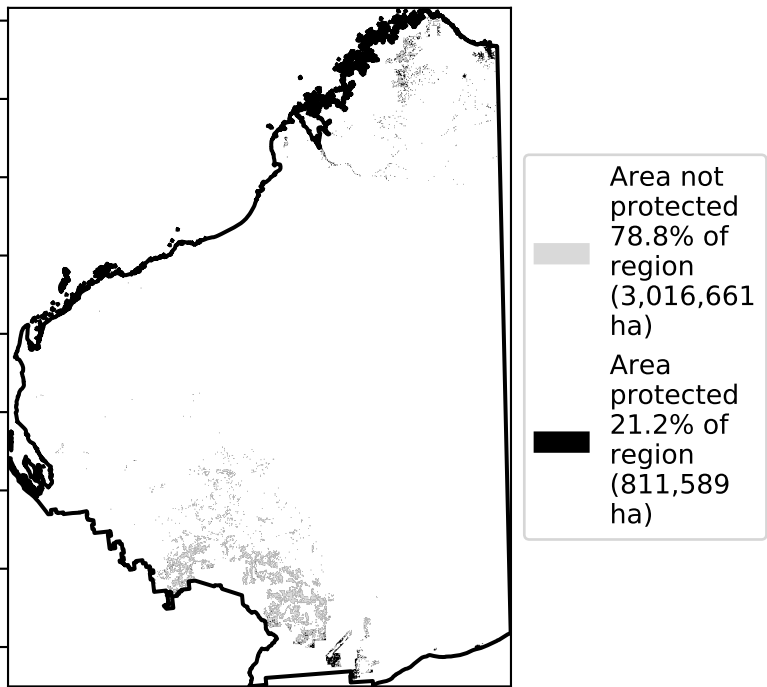 Area not
protected
78.8% of
region
(3,016,661
ha)
Area
protected
21.2% of
region
(811,589
ha)